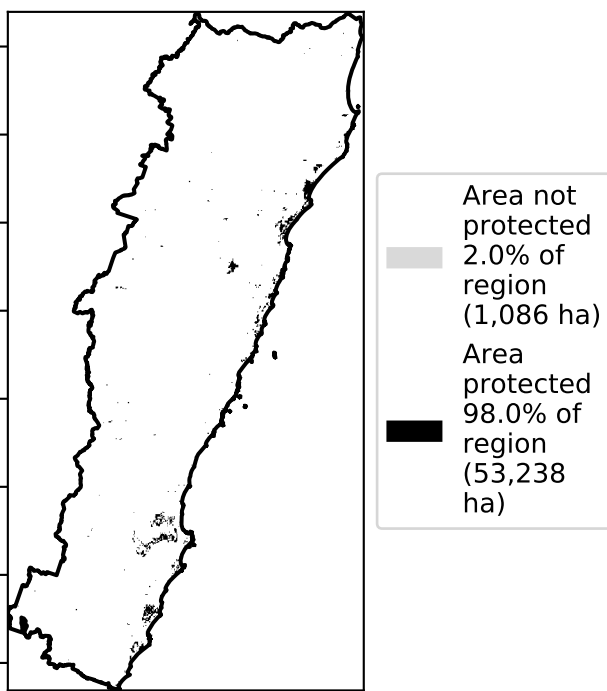 Area not
protected
2.0% of
region
(1,086 ha)
Area
protected
98.0% of
region
(53,238
ha)